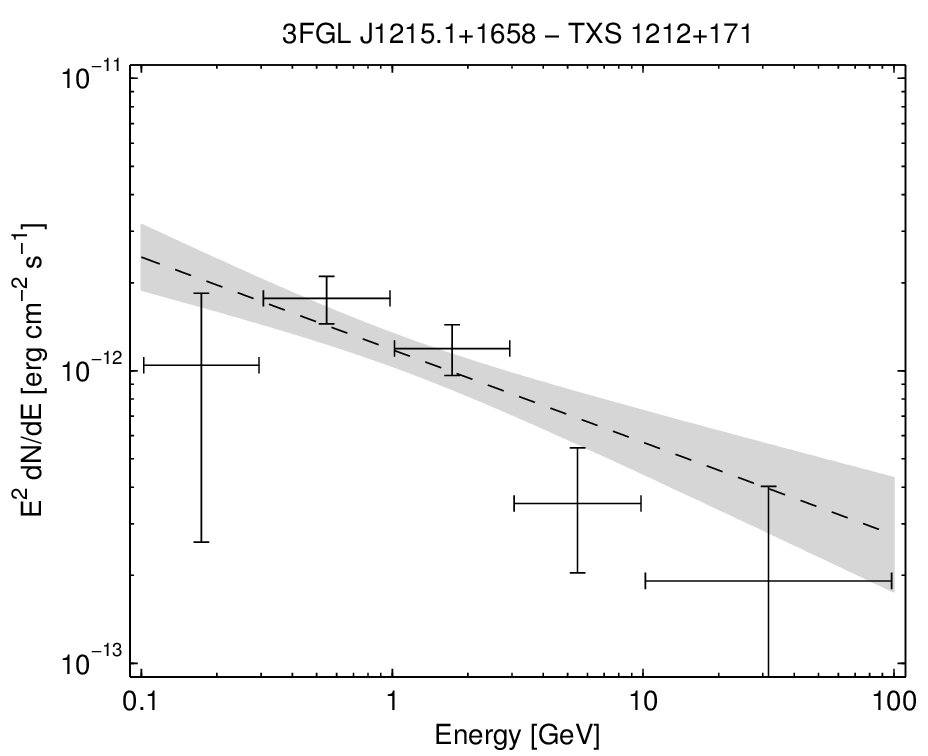 3FGL J1215.1+1658 − TXS 1212+171
10⁻¹¹
10⁻¹²
10⁻¹³
E² dN/dE [erg cm⁻² s⁻¹]
0.1 1 10 100
Energy [GeV]